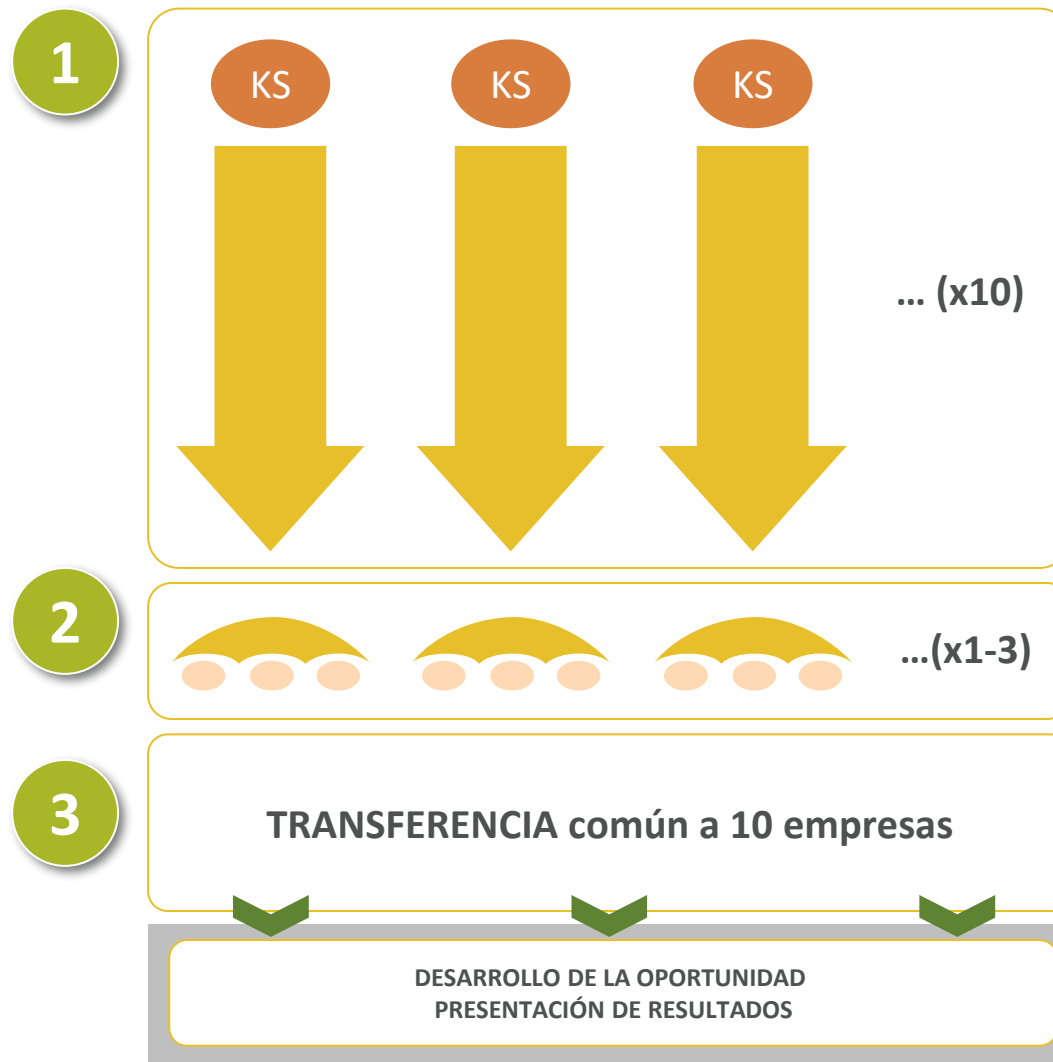 1
KS KS KS
... (x10)
2
...(x1-3)
3
TRANSFERENCIA común a 10 empresas
DESARROLLO DE LA OPORTUNIDAD
PRESENTACIÓN DE RESULTADOS